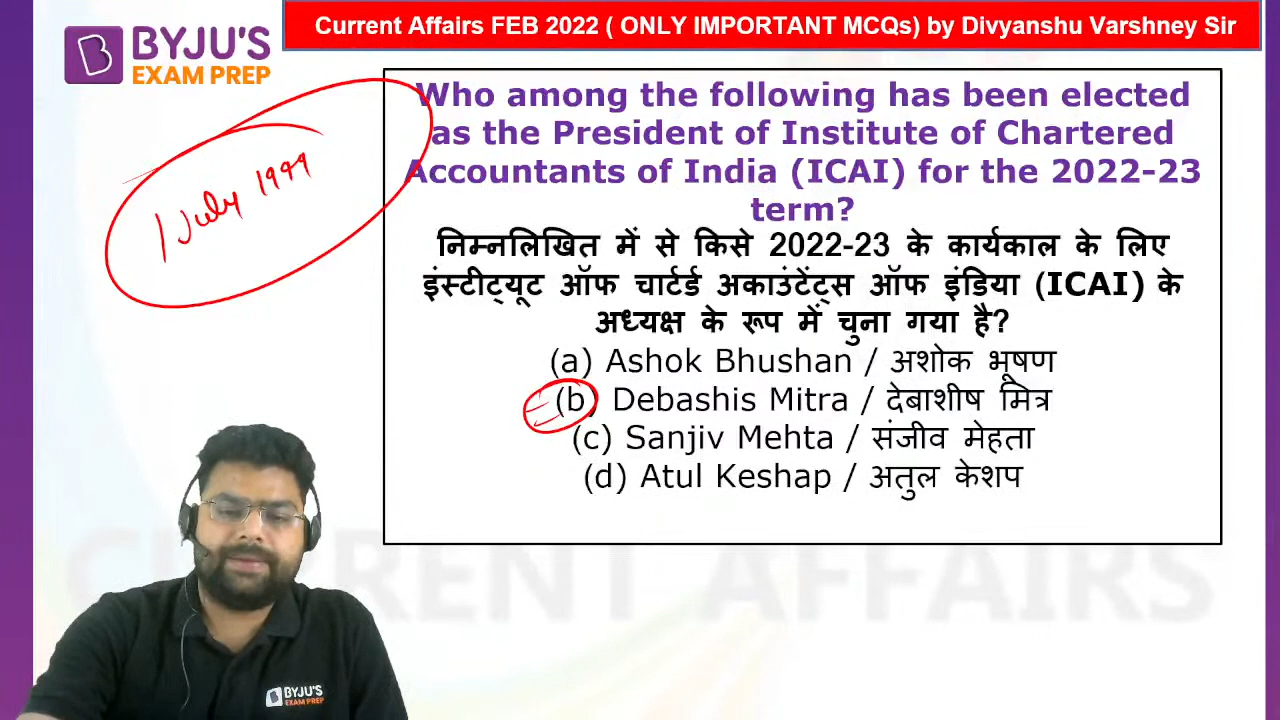 Current Affairs FEB 2022 ( ONLY IMPORTANT MCQs) by Divyanshu Varshney Sir
BYJU'S
EXAM PREP
Who among the following has been elected
as the President of Institute of Chartered
Accountants of India (ICAI) for the 2022-23
term?
निम्नलिखित में से किसे 2022-23 के कार्यकाल के लिए
इंस्टीट्यूट ऑफ चार्टर्ड अकाउंटेंट्स ऑफ इंडिया (ICAI) के
अध्यक्ष के रूप में चुना गया है?
(a) Ashok Bhushan / अशोक भूषण
(b) Debashis Mitra / देबाशीष मित्र
(c) Sanjiv Mehta / संजीव मेहता
(d) Atul Keshap / अतुल केशप
1 July 1949
CURRENT AFFAIRS
BYJU'S
EXAM PREP